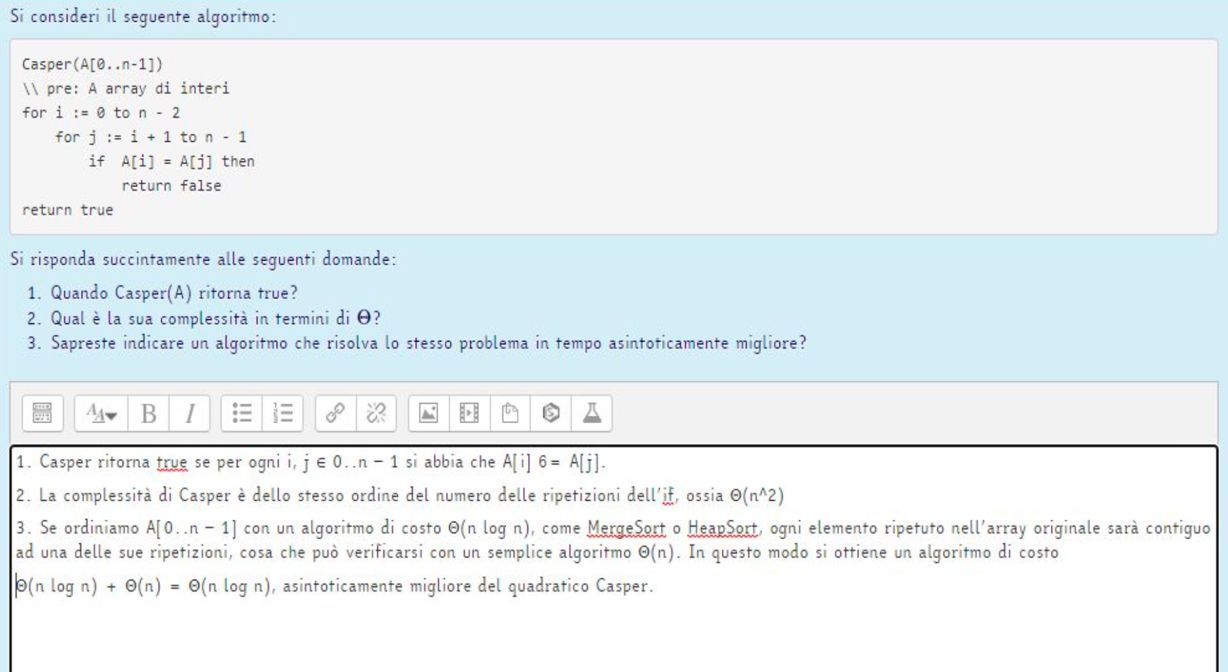 Si consideri il seguente algoritmo:
Casper(A[0..n-1])
\\ pre: A array di interi
for i := 0 to n - 2
    for j := i + 1 to n - 1
        if  A[i] = A[j] then
            return false
return true
Si risponda succintamente alle seguenti domande:
1. Quando Casper(A) ritorna true?
2. Qual è la sua complessità in termini di Θ?
3. Sapreste indicare un algoritmo che risolva lo stesso problema in tempo asintoticamente migliore?
1. Casper ritorna true se per ogni i, j ∈ 0..n − 1 si abbia che A[i] 6= A[j].
2. La complessità di Casper è dello stesso ordine del numero delle ripetizioni dell'if, ossia Θ(n^2)
3. Se ordiniamo A[0..n − 1] con un algoritmo di costo Θ(n log n), come MergeSort o HeapSort, ogni elemento ripetuto nell'array originale sarà contiguo
ad una delle sue ripetizioni, cosa che può verificarsi con un semplice algoritmo Θ(n). In questo modo si ottiene un algoritmo di costo
Θ(n log n) + Θ(n) = Θ(n log n), asintoticamente migliore del quadratico Casper.